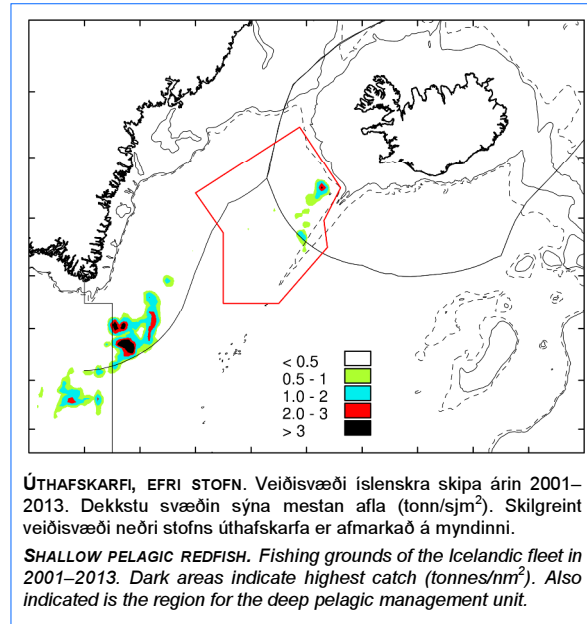 < 0.5
0.5 - 1
1.0 - 2
2.0 - 3
> 3
ÚTHAFSKARFI, EFRI STOFN. Veiðisvæði íslenskra skipa árin 2001–
2013. Dekkstu svæðin sýna mestan afla (tonn/sjm²). Skilgreint
veiðisvæði neðri stofns úthafskarfa er afmarkað á myndinni.
SHALLOW PELAGIC REDFISH. Fishing grounds of the Icelandic fleet in
2001–2013. Dark areas indicate highest catch (tonnes/nm²). Also
indicated is the region for the deep pelagic management unit.